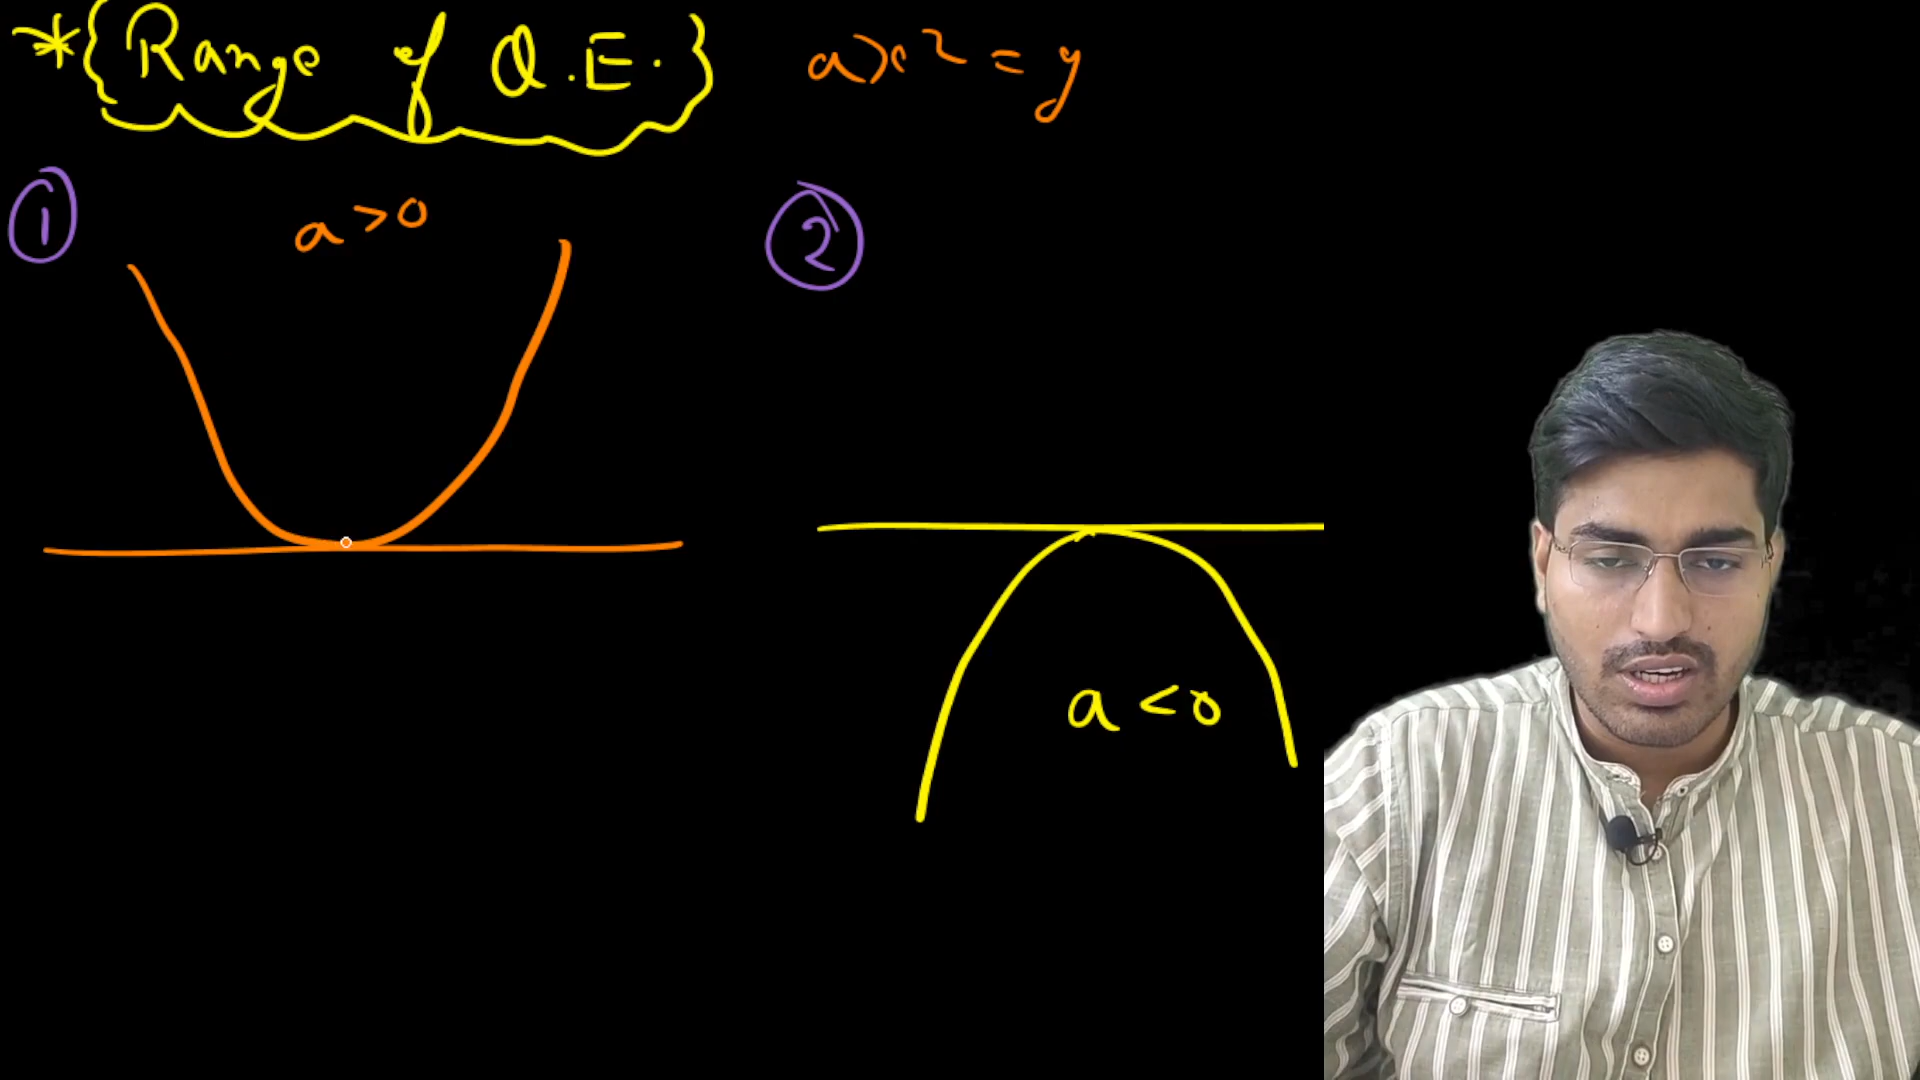 *{Range of Q.E.}
ax² = y
①
a > 0
②
a < 0